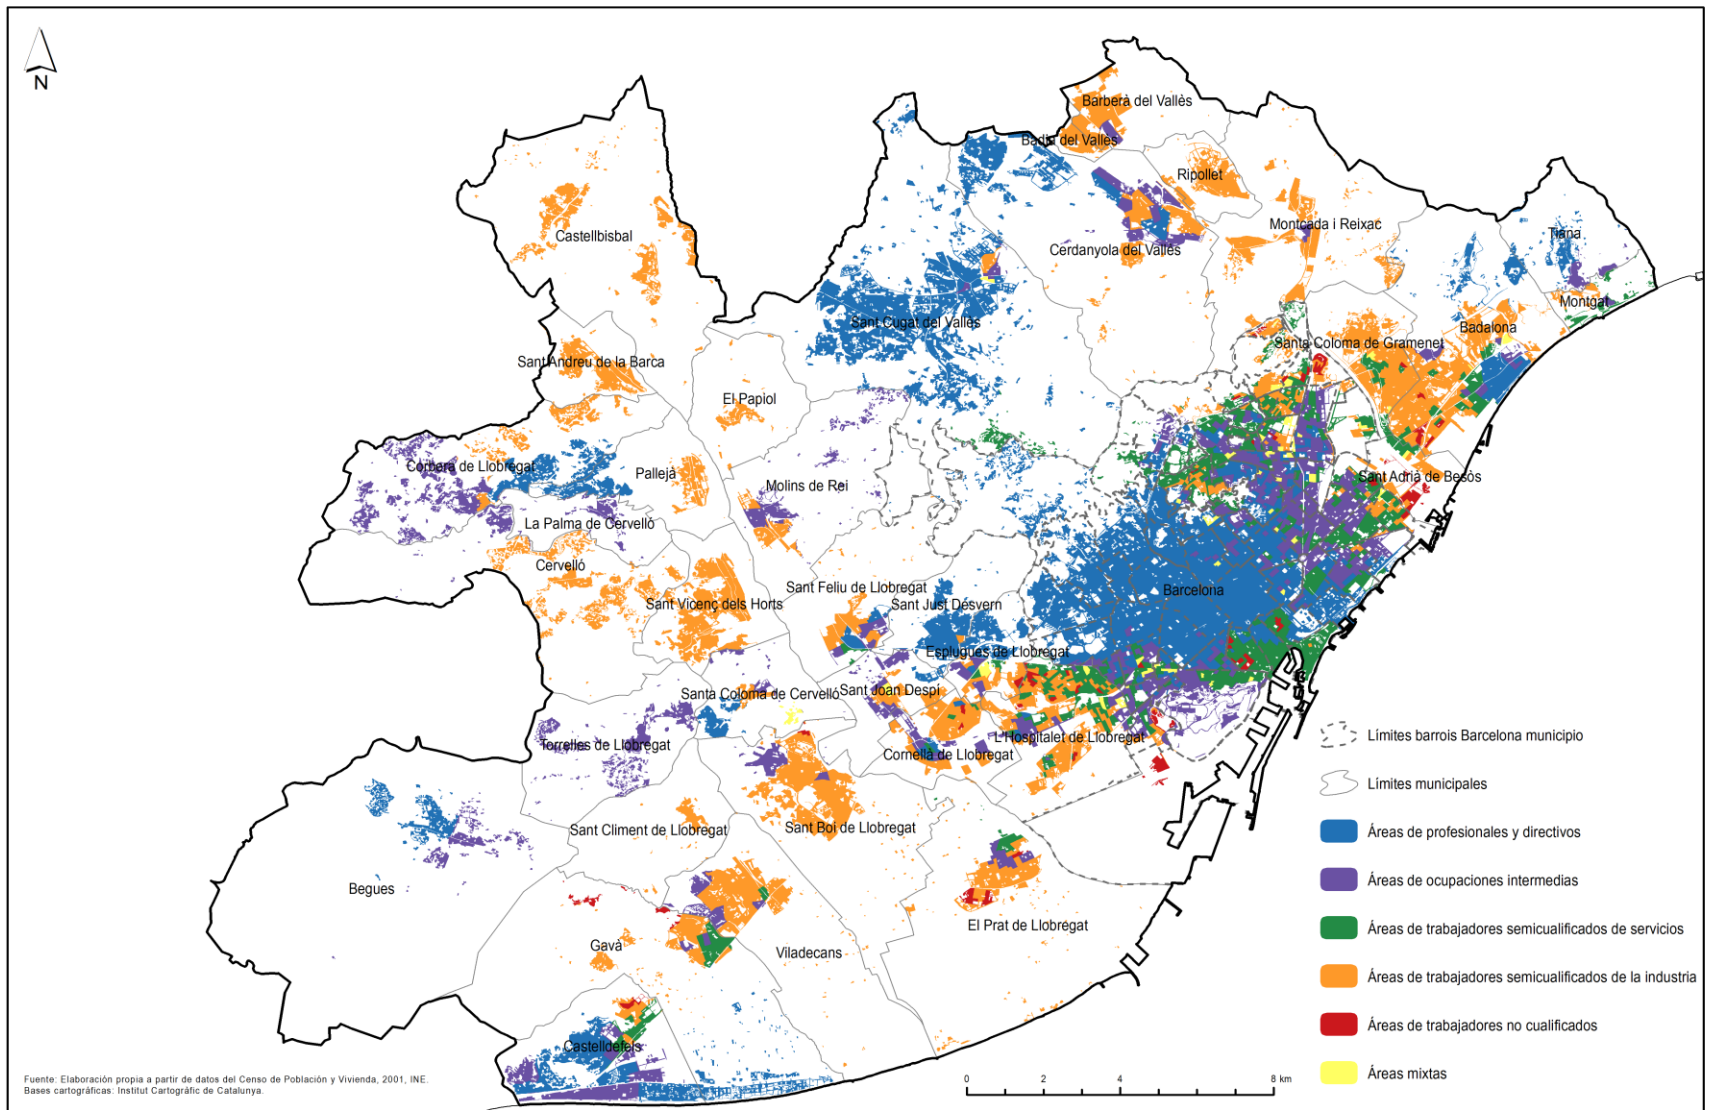 N
Barberà del Vallès
Badia del Vallès
Ripollet
Castellbisbal
Cerdanyola del Vallès
Montcada i Reixac
Tiana
Montgat
Sant Cugat del Vallès
Badalona
Santa Coloma de Gramenet
Sant Andreu de la Barca
El Papiol
Corbera de Llobregat
Pallejà
Molins de Rei
Sant Adrià de Besòs
La Palma de Cervelló
Cervelló
Sant Feliu de Llobregat
Barcelona
Sant Vicenç dels Horts
Sant Just Desvern
Esplugues de Llobregat
Santa Coloma de Cervelló
Sant Joan Despí
Torrelles de Llobregat
L'Hospitalet de Llobregat
Cornellà de Llobregat
Sant Climent de Llobregat
Sant Boi de Llobregat
Begues
El Prat de Llobregat
Gavà
Viladecans
Castelldefels
Límites barrois Barcelona municipio
Límites municipales
Áreas de profesionales y directivos
Áreas de ocupaciones intermedias
Áreas de trabajadores semicualificados de servicios
Áreas de trabajadores semicualificados de la industria
Áreas de trabajadores no cualificados
Áreas mixtas
0 2 4 8 km
Fuente: Elaboración propia a partir de datos del Censo de Población y Vivienda, 2001, INE.
Bases cartográficas: Institut Cartogràfic de Catalunya.